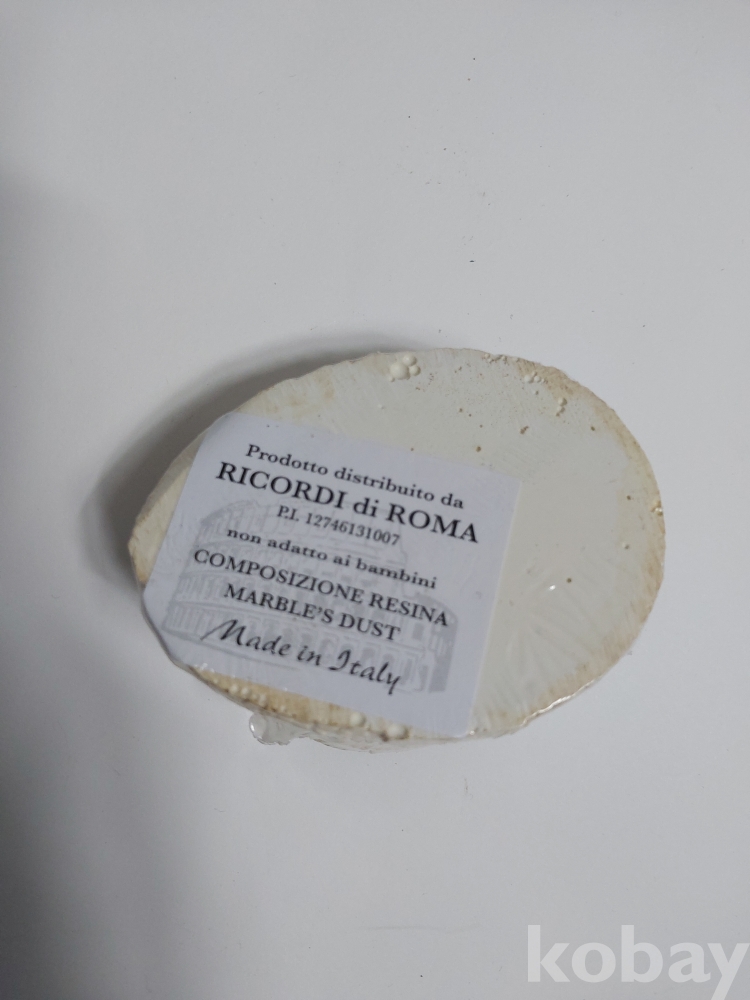 Prodotto distribuito da
RICORDI di ROMA
P.I. 12746131007
non adatto ai bambini
COMPOSIZIONE RESINA
MARBLE'S DUST
Made in Italy
kobay